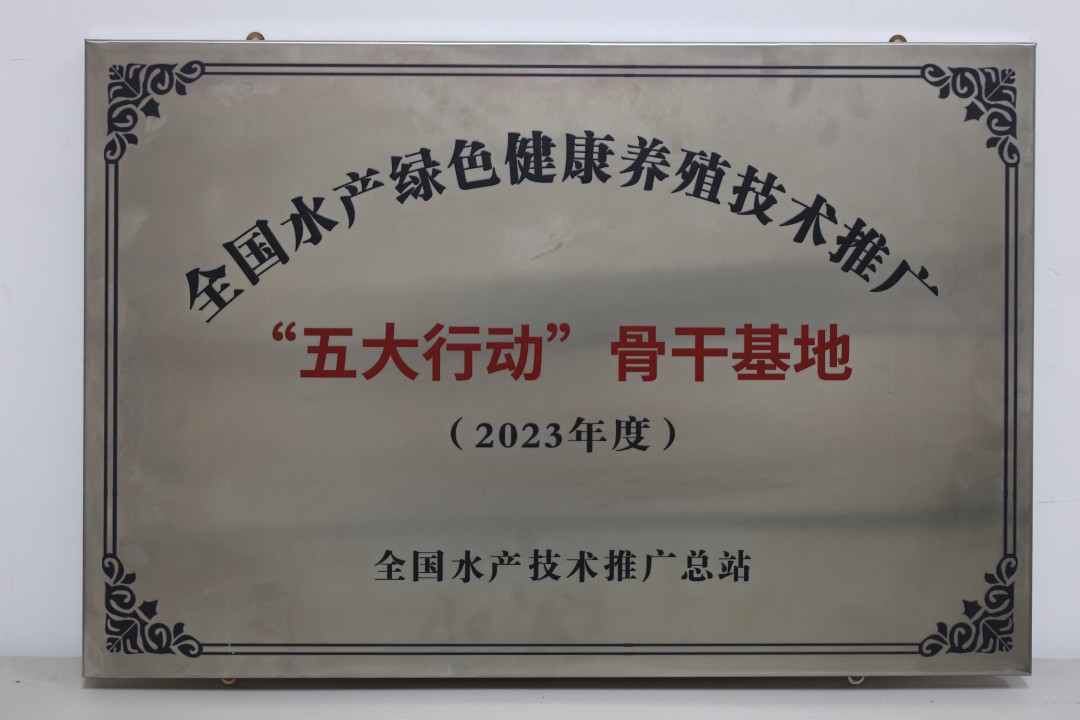 全国水产绿色健康养殖技术推广
“五大行动”骨干基地
（2023年度）
全国水产技术推广总站